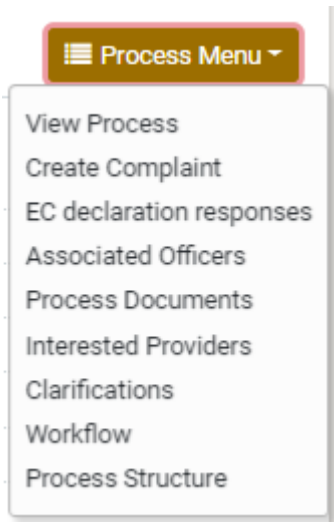 Process Menu
View Process
Create Complaint
EC declaration responses
Associated Officers
Process Documents
Interested Providers
Clarifications
Workflow
Process Structure